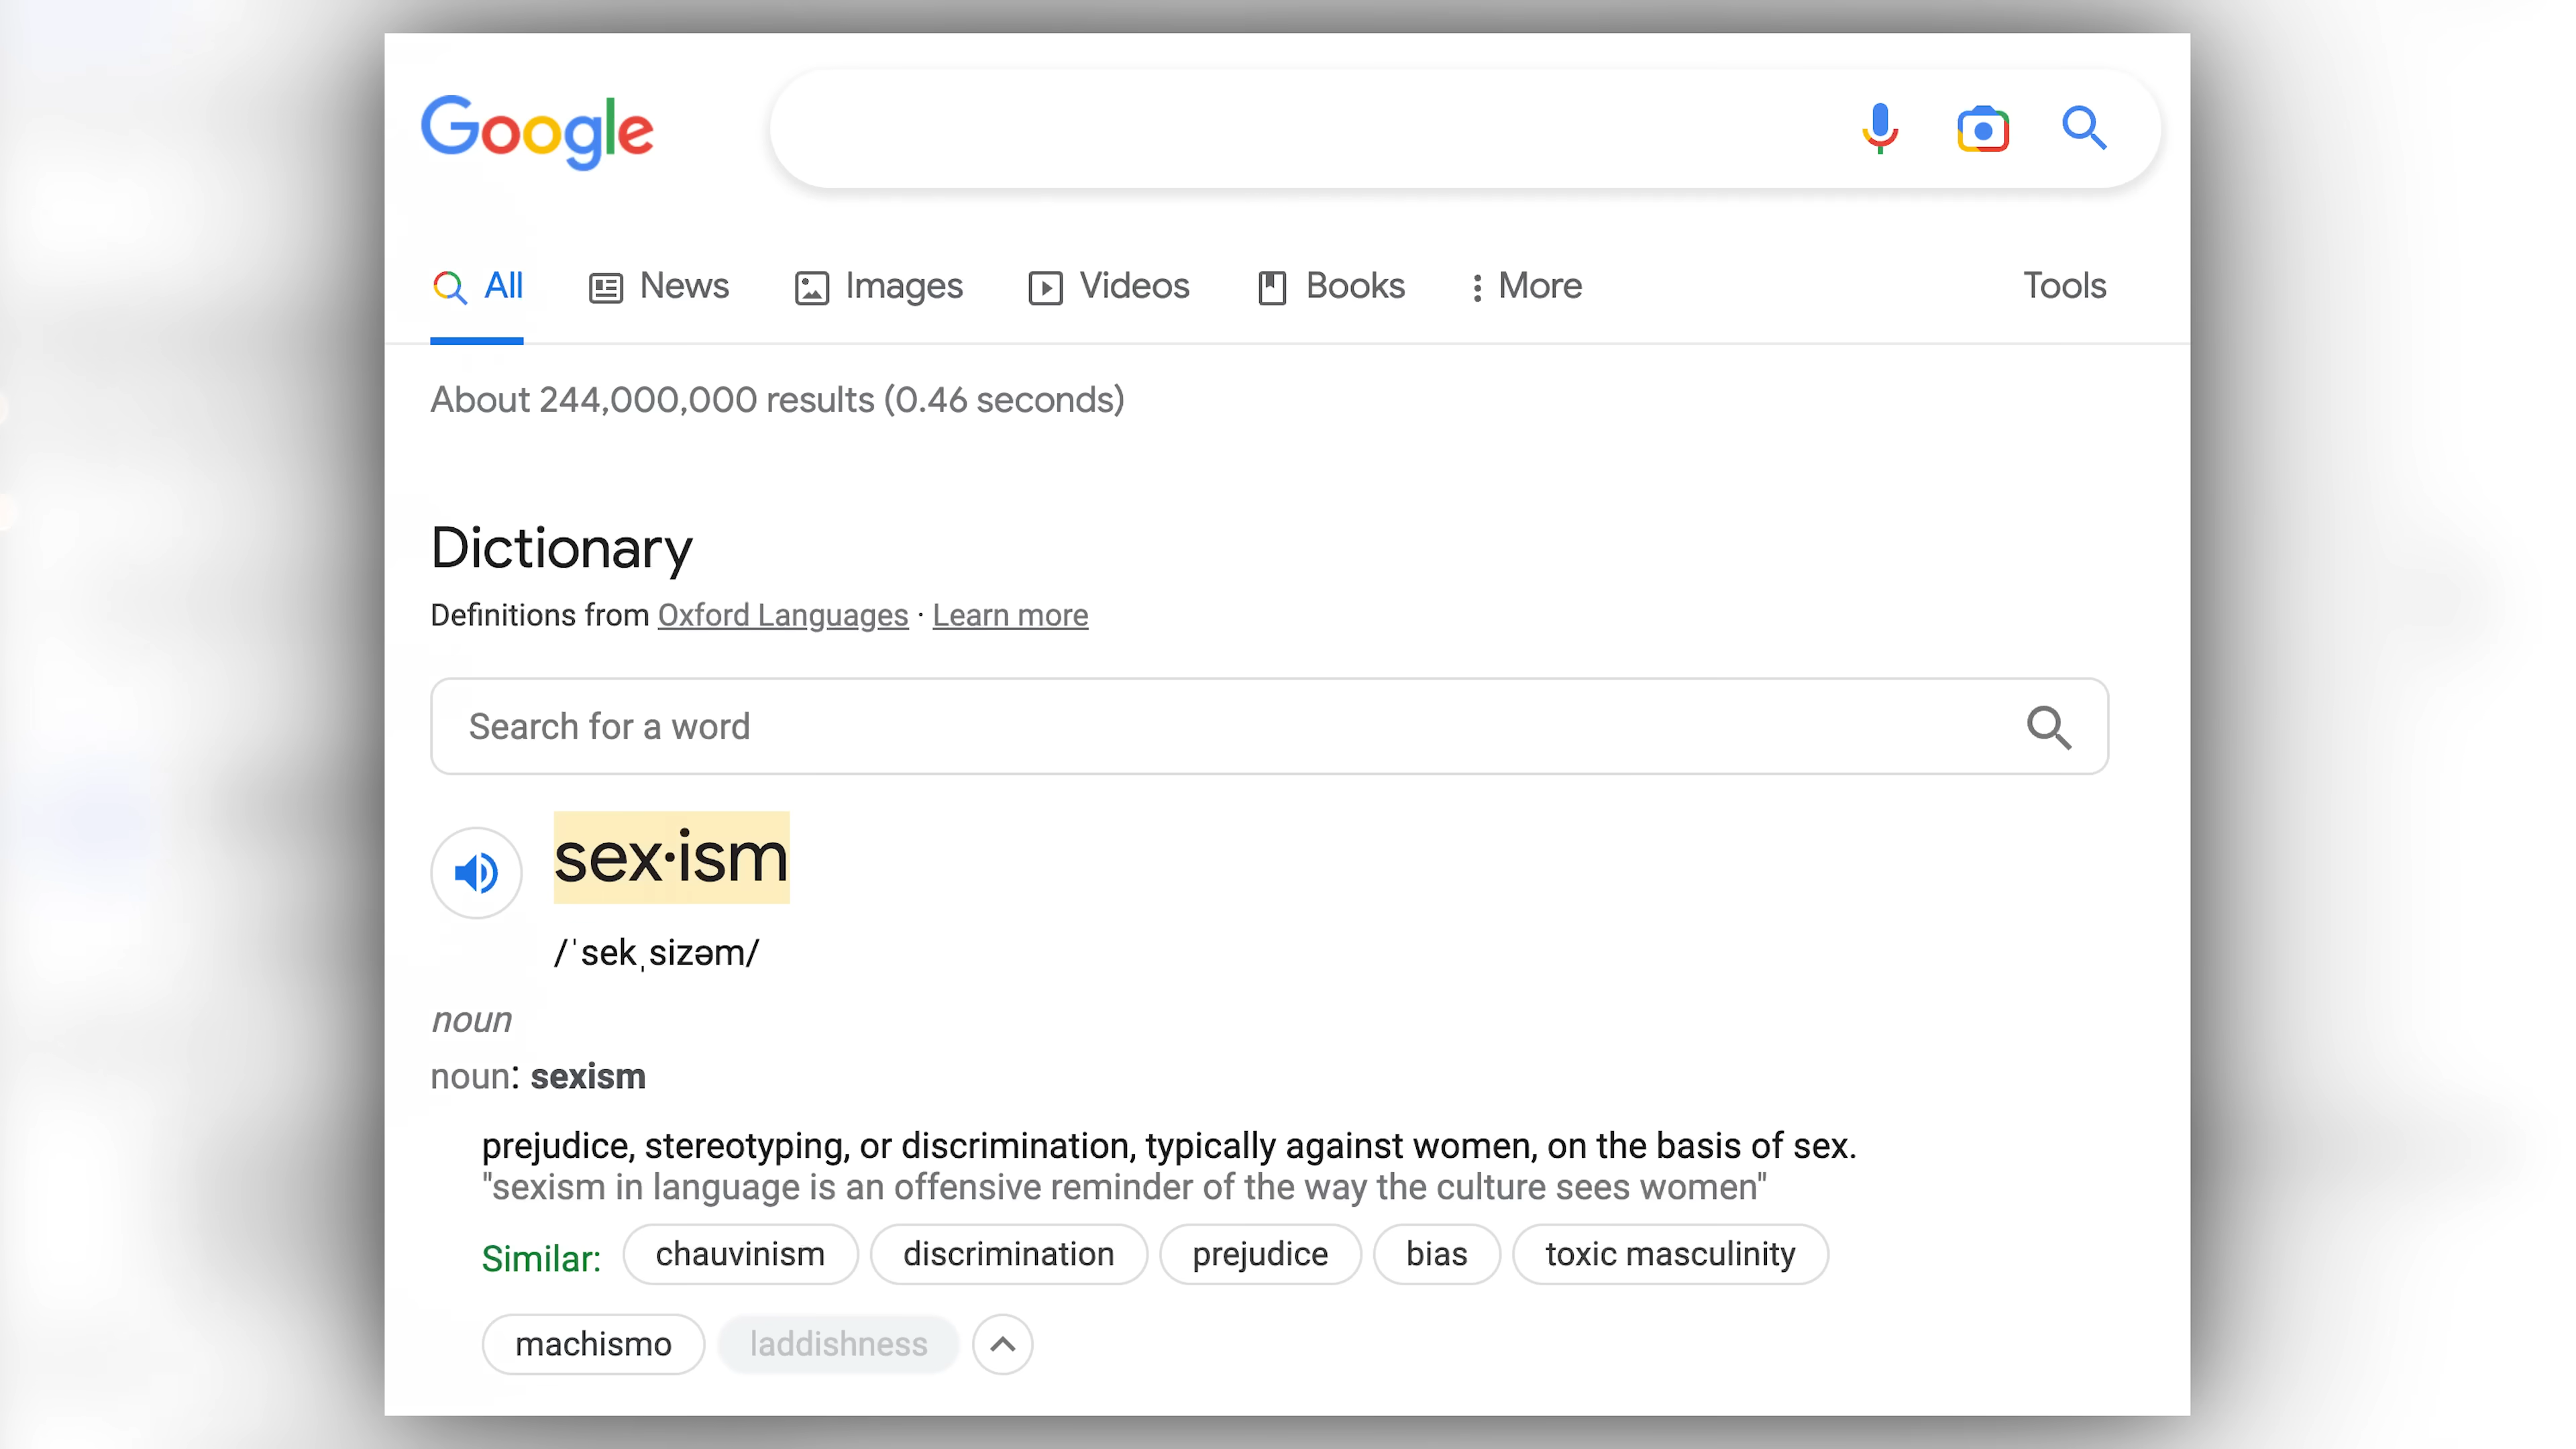 Google
All News Images Videos Books More Tools
About 244,000,000 results (0.46 seconds)
Dictionary
Definitions from Oxford Languages · Learn more
Search for a word
sex·ism
/ˈsekˌsizəm/
noun
noun: sexism
prejudice, stereotyping, or discrimination, typically against women, on the basis of sex.
"sexism in language is an offensive reminder of the way the culture sees women"
Similar: chauvinism discrimination prejudice bias toxic masculinity
machismo laddishness